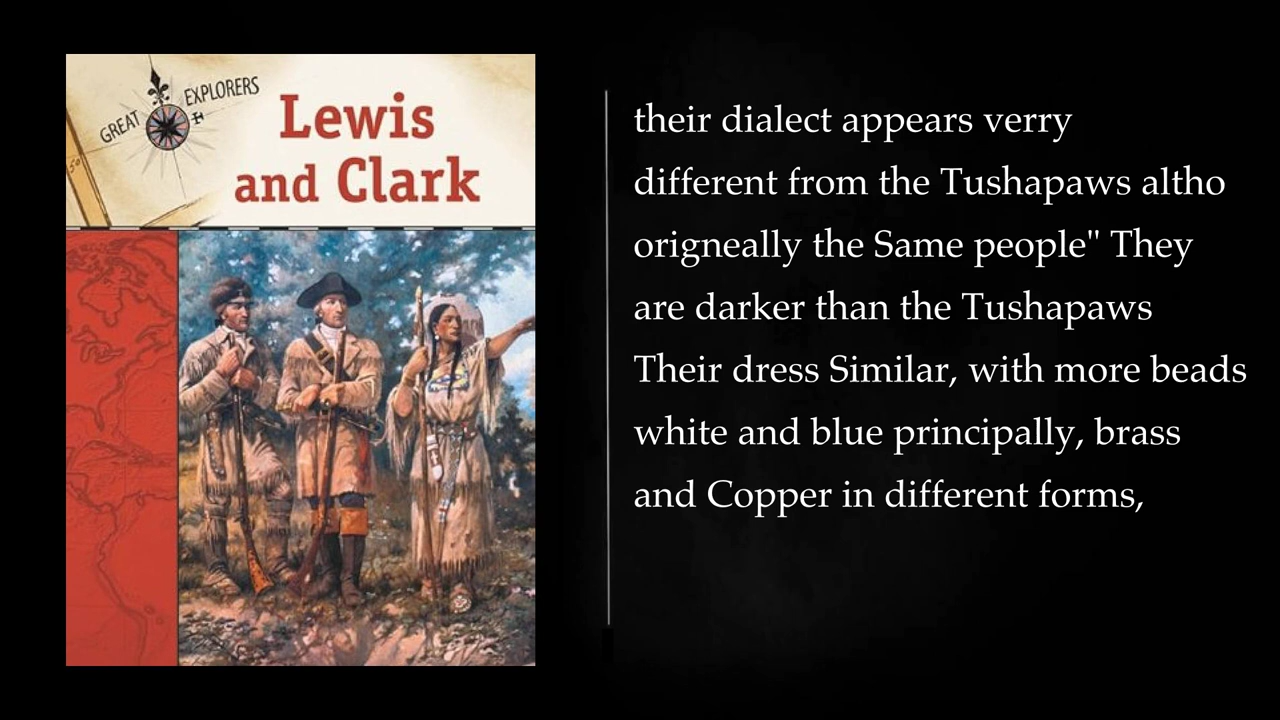 GREAT EXPLORERS
Lewis
and Clark
50
their dialect appears verry
different from the Tushapaws altho
origneally the Same people" They
are darker than the Tushapaws
Their dress Similar, with more beads
white and blue principally, brass
and Copper in different forms,